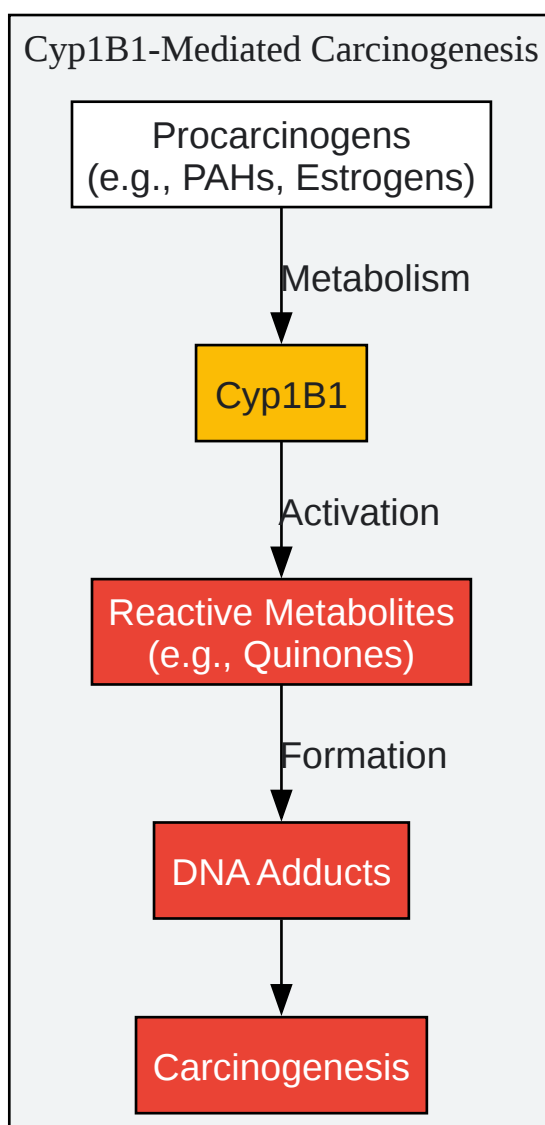 Cyp1B1-Mediated Carcinogenesis
Procarcinogens
(e.g., PAHs, Estrogens)
Metabolism
Cyp1B1
Activation
Reactive Metabolites
(e.g., Quinones)
Formation
DNA Adducts
Carcinogenesis